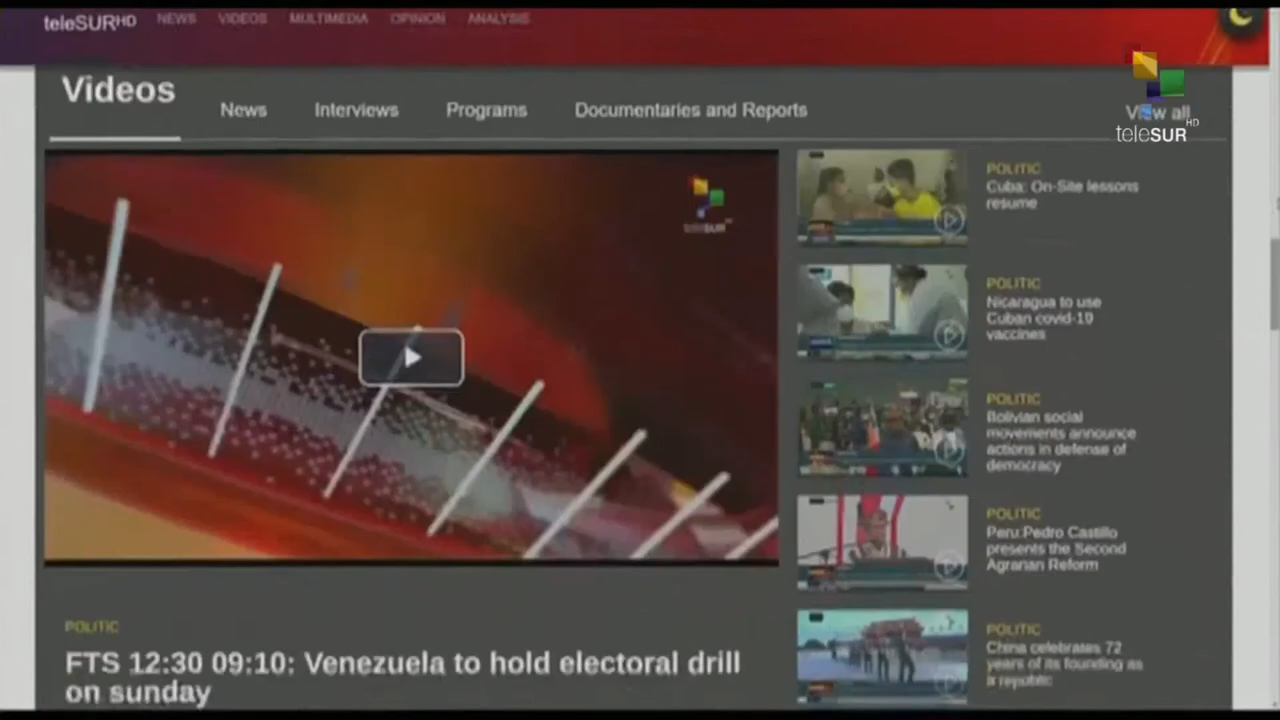 teleSURHD NEWS VIDEOS MULTIMEDIA OPINION ANALYSIS
Videos
News Interviews Programs Documentaries and Reports View all
teleSUR HD
teleSUR
POLITIC
Cuba: On-Site lessons
resume
POLITIC
Nicaragua to use
Cuban covid-19
vaccines
POLITIC
Bolivian social
movements announce
actions in defense of
democracy
POLITIC
Peru:Pedro Castillo
presents the Second
Agrarian Reform
POLITIC
China celebrates 72
years of its founding as
a republic
POLITIC
FTS 12:30 09:10: Venezuela to hold electoral drill
on sunday